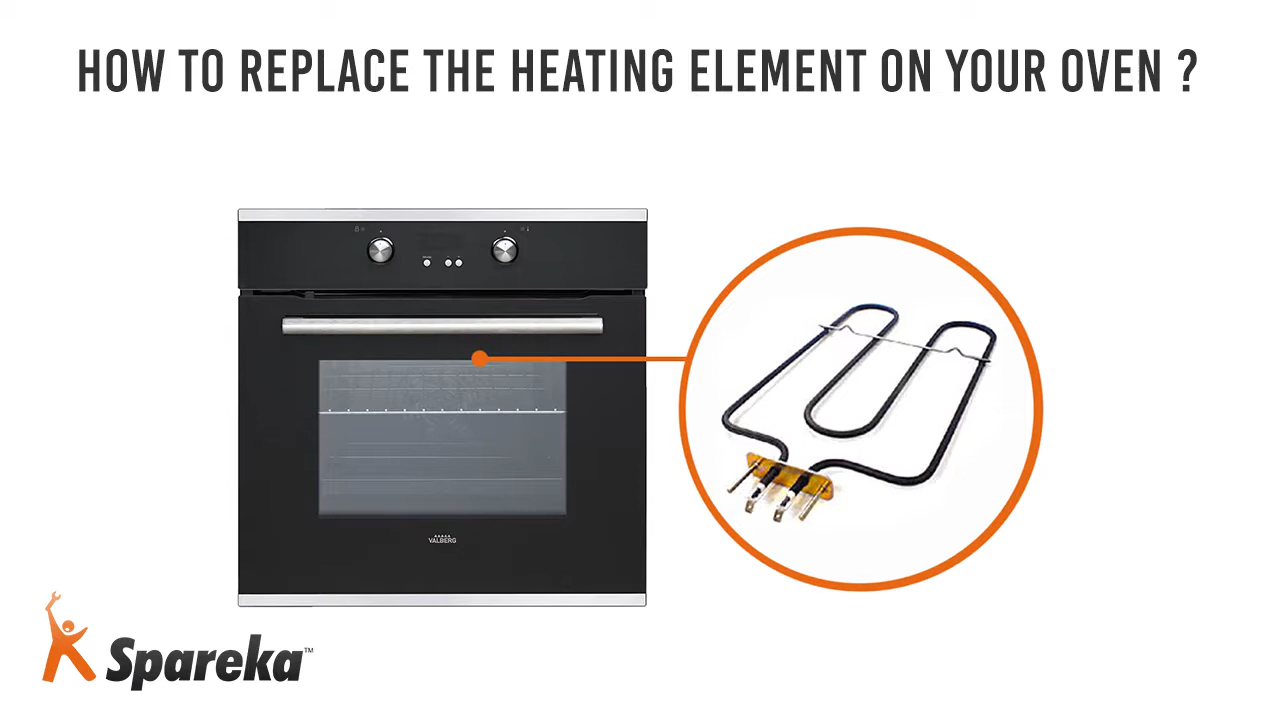 HOW TO REPLACE THE HEATING ELEMENT ON YOUR OVEN ?
VALBERG
Spareka™